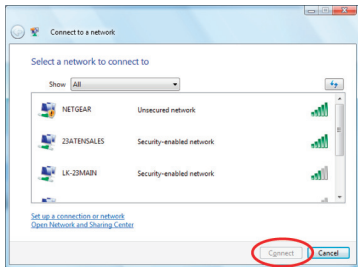 Connect to a network
Select a network to connect to
Show All
NETGEAR Unsecured network
23ATENSALES Security-enabled network
LK-23MAIN Security-enabled network
Set up a connection or network
Open Network and Sharing Center
Connect Cancel